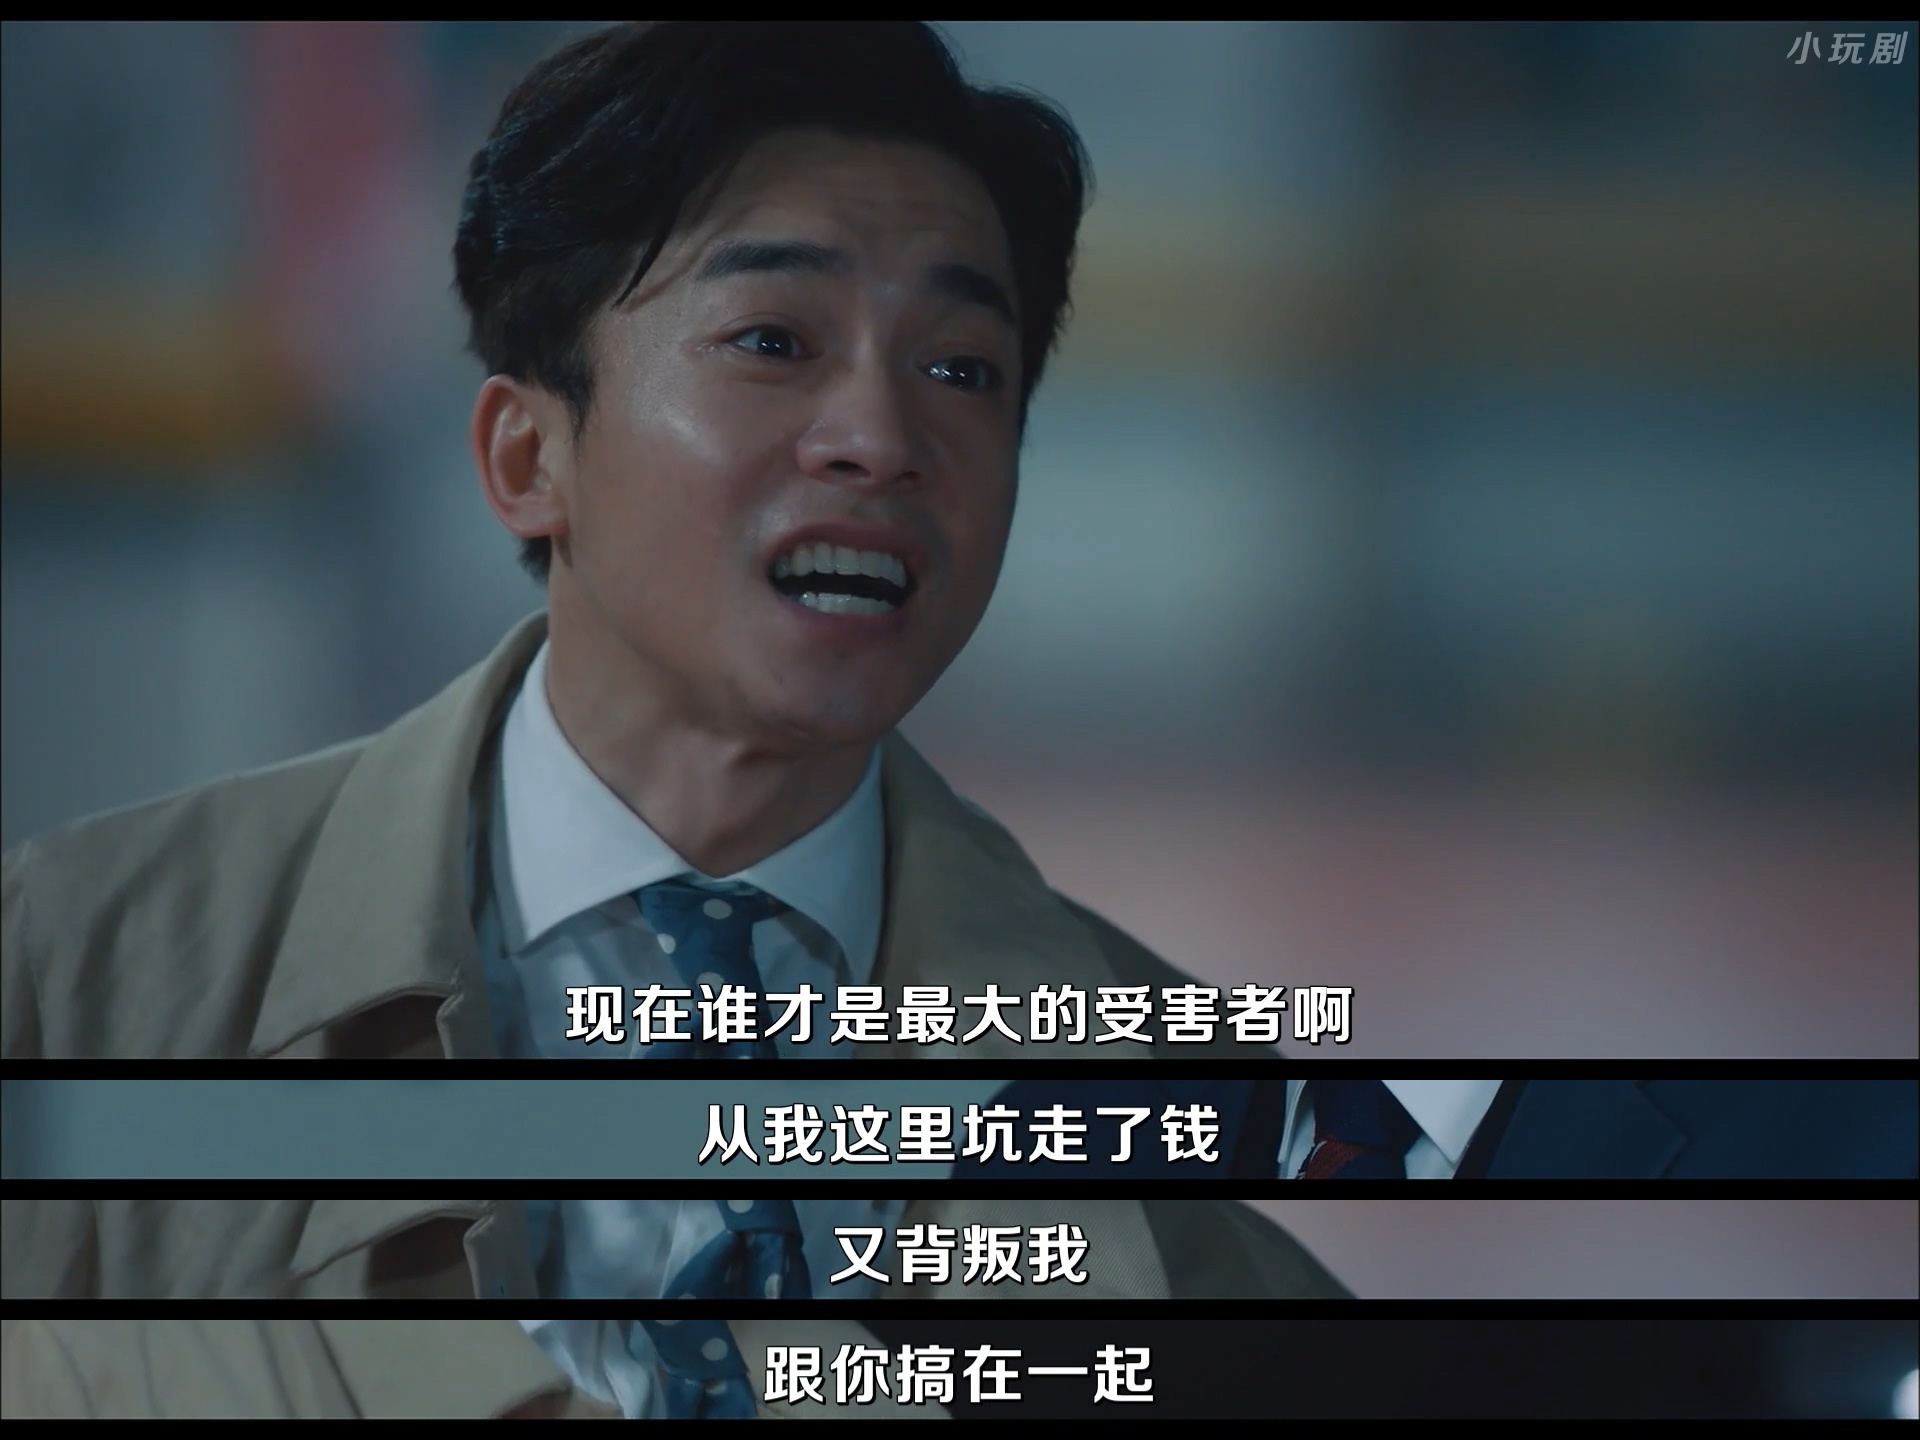 小玩剧
现在谁才是最大的受害者啊
从我这里坑走了钱
又背叛我
跟你搞在一起